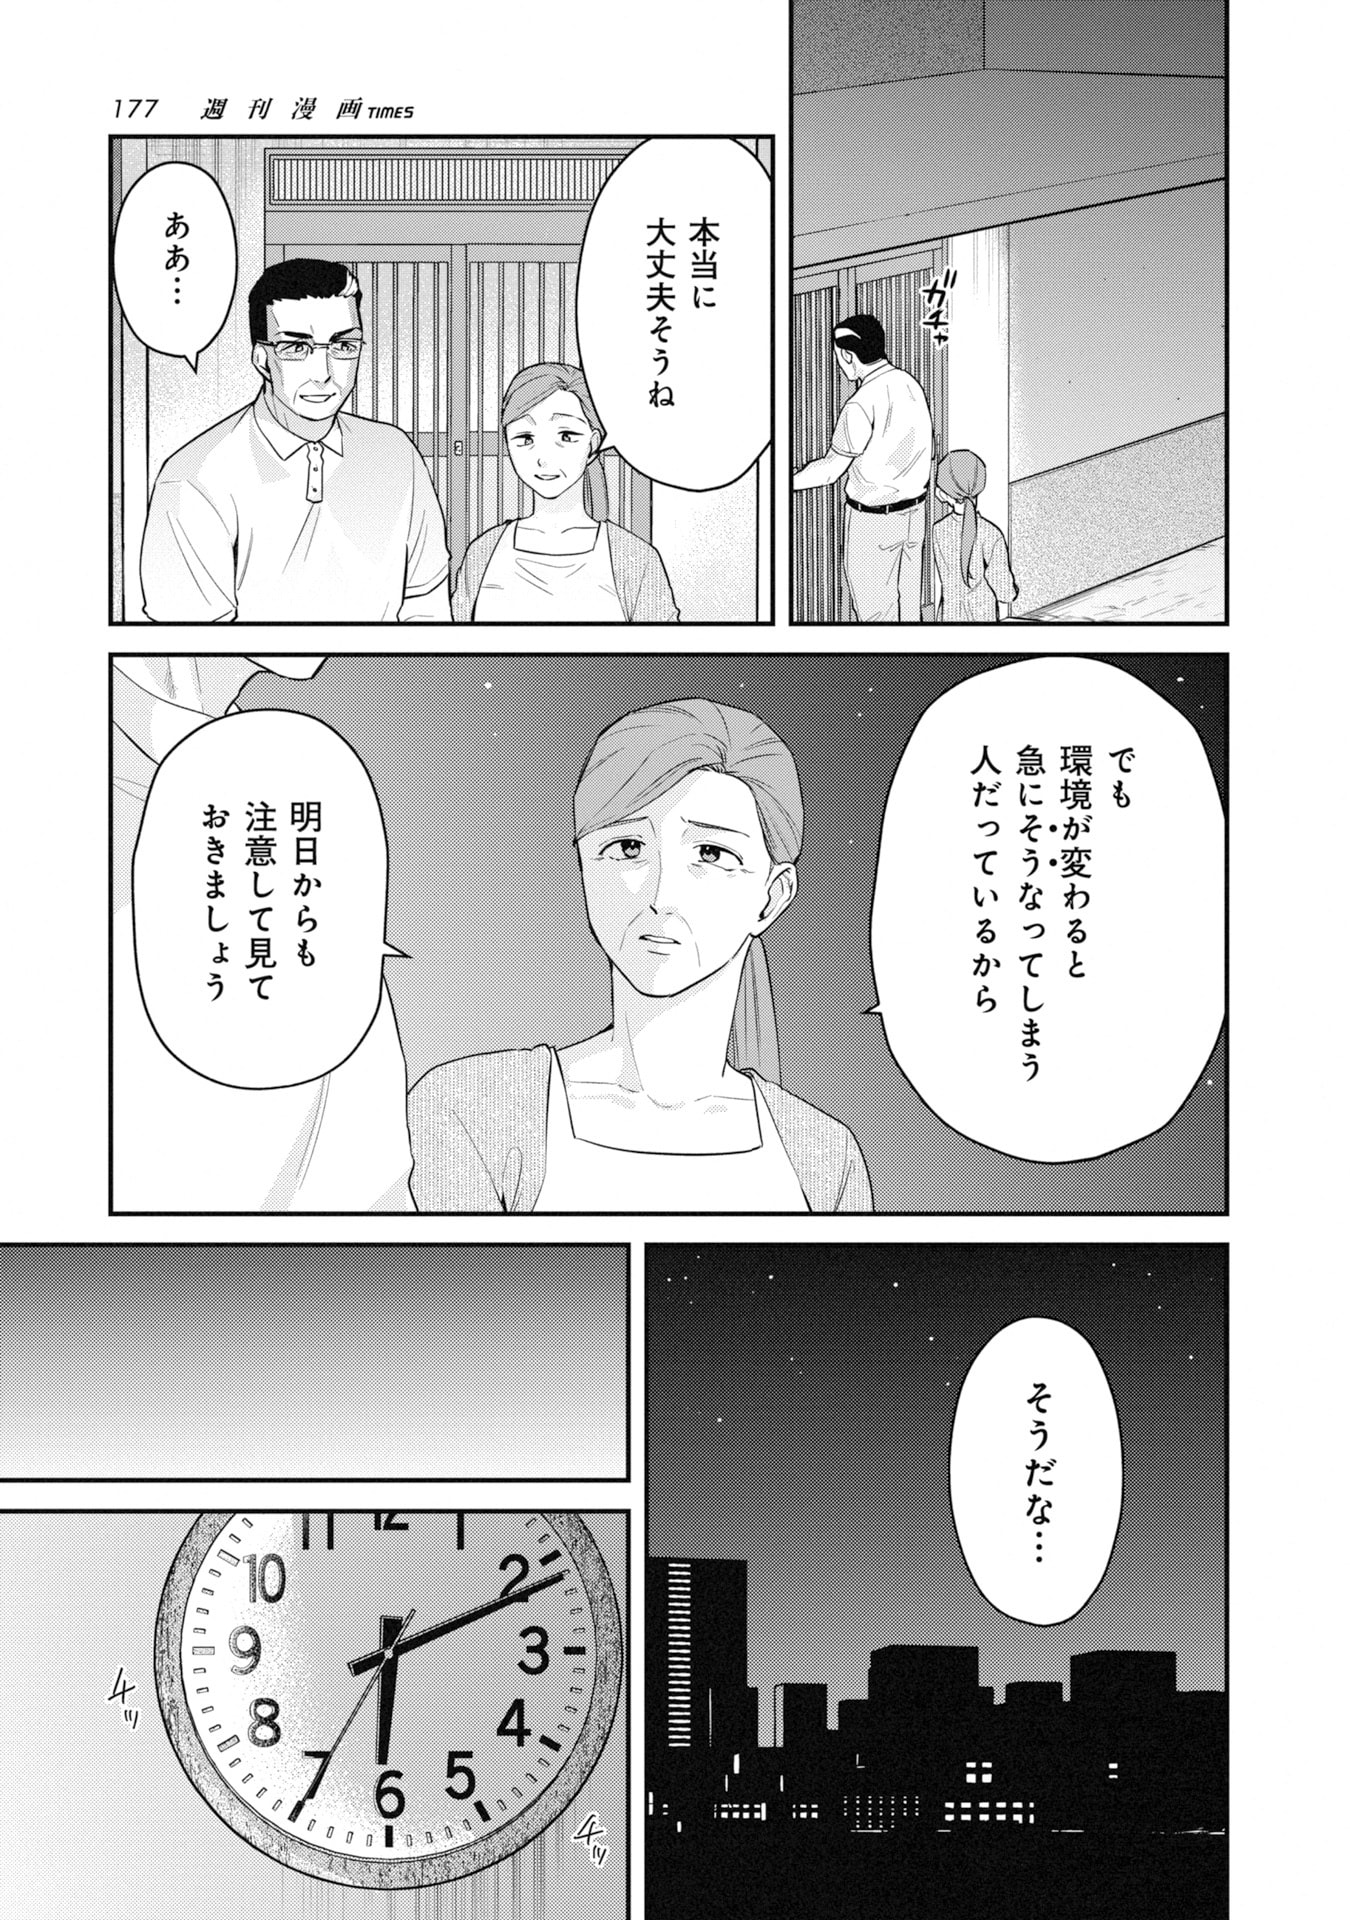 177 週刊漫画TIMES
ガチャ
本当に
大丈夫そうね
ああ…
でも
環境が変わると
急にそうなってしまう
人だっているから
明日からも
注意して見て
おきましょう
そうだな…
11
12
10
2
9
3
8
4
7
6
5
チッ
チッ